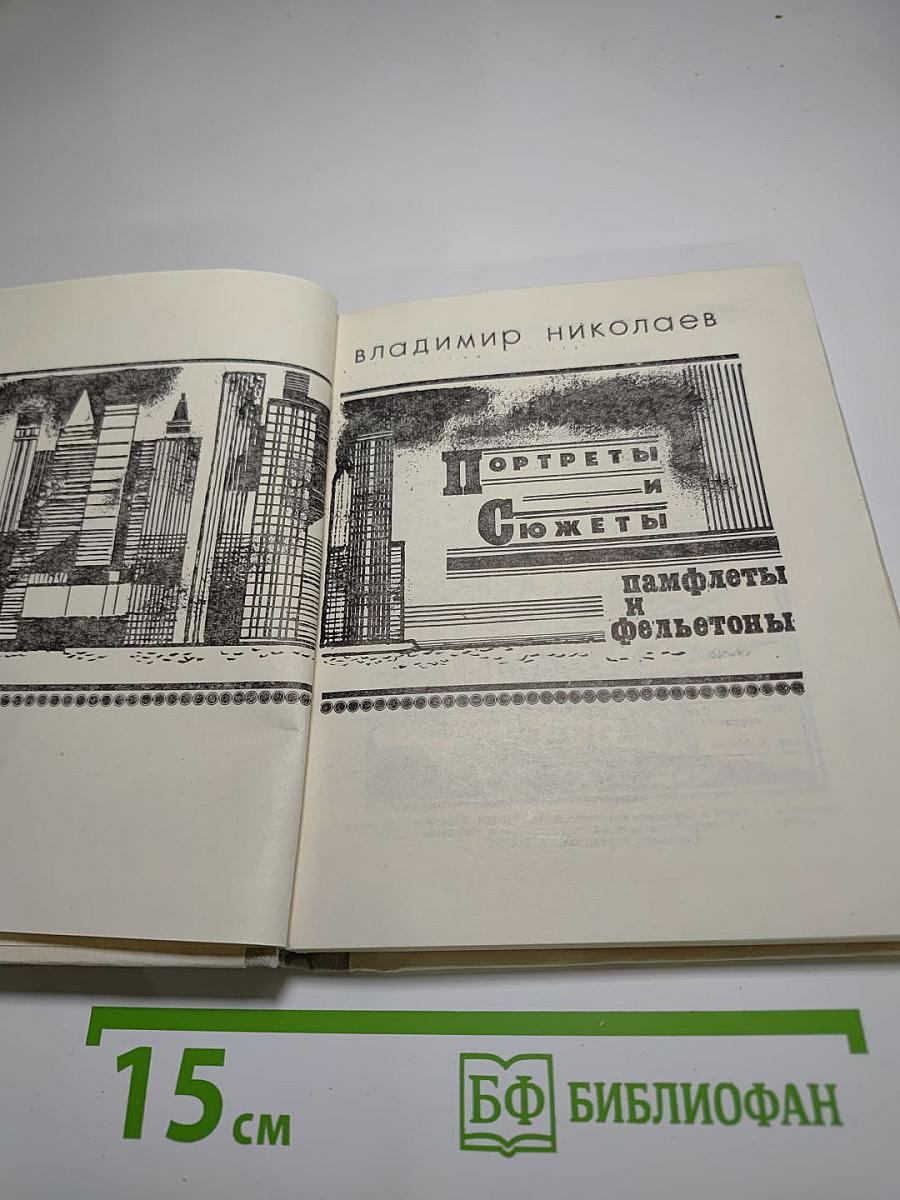 владимир николаев
Портреты
и
Сюжеты
памфлеты
и
фельетоны
15 см
БФ БИБЛИОФАН